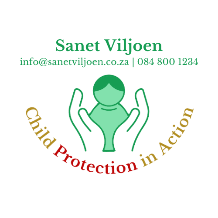 Sanet Viljoen
info@sanetviljoen.co.za | 084 800 1234
Child Protection in Action